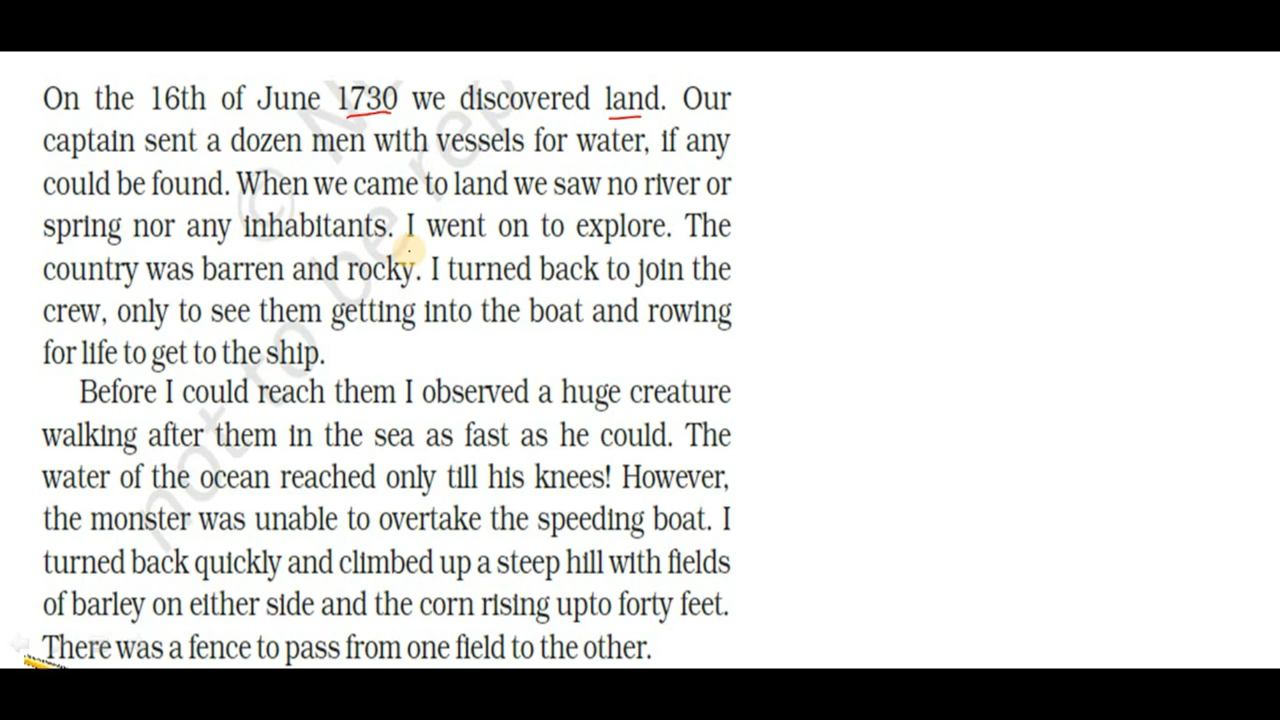 On the 16th of June 1730 we discovered land. Our
captain sent a dozen men with vessels for water, if any
could be found. When we came to land we saw no river or
spring nor any inhabitants. I went on to explore. The
country was barren and rocky. I turned back to join the
crew, only to see them getting into the boat and rowing
for life to get to the ship.
Before I could reach them I observed a huge creature
walking after them in the sea as fast as he could. The
water of the ocean reached only till his knees! However,
the monster was unable to overtake the speeding boat. I
turned back quickly and climbed up a steep hill with fields
of barley on either side and the corn rising upto forty feet.
There was a fence to pass from one field to the other.
© N
not to be rep